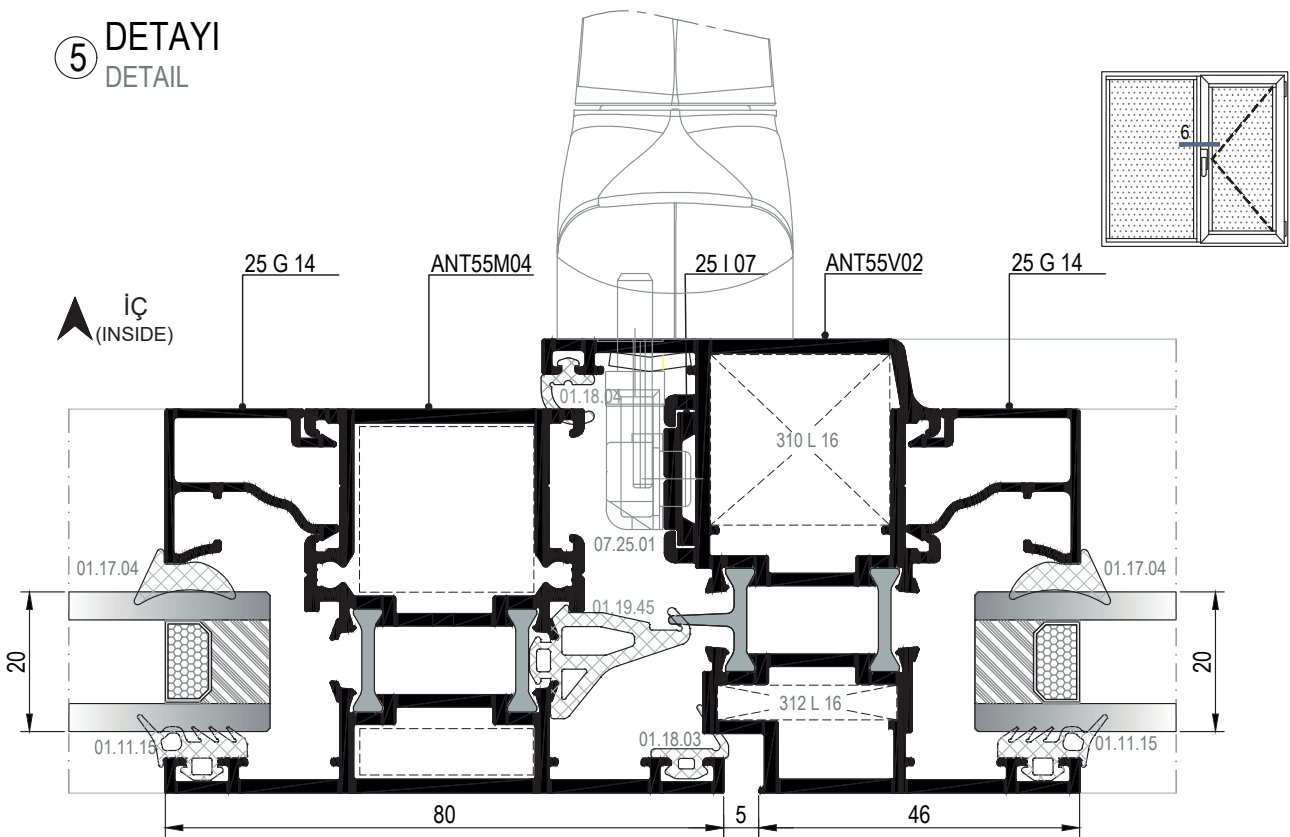 5 DETAYI
DETAIL
6
25 G 14
ANT55M04
25 I 07
ANT55V02
25 G 14
İÇ
(INSIDE)
01.18.04
310 L 16
07.25.01
01.17.04
01.17.04
01.19.45
20
20
312 L 16
01.11.15
01.18.03
01.11.15
80
5
46